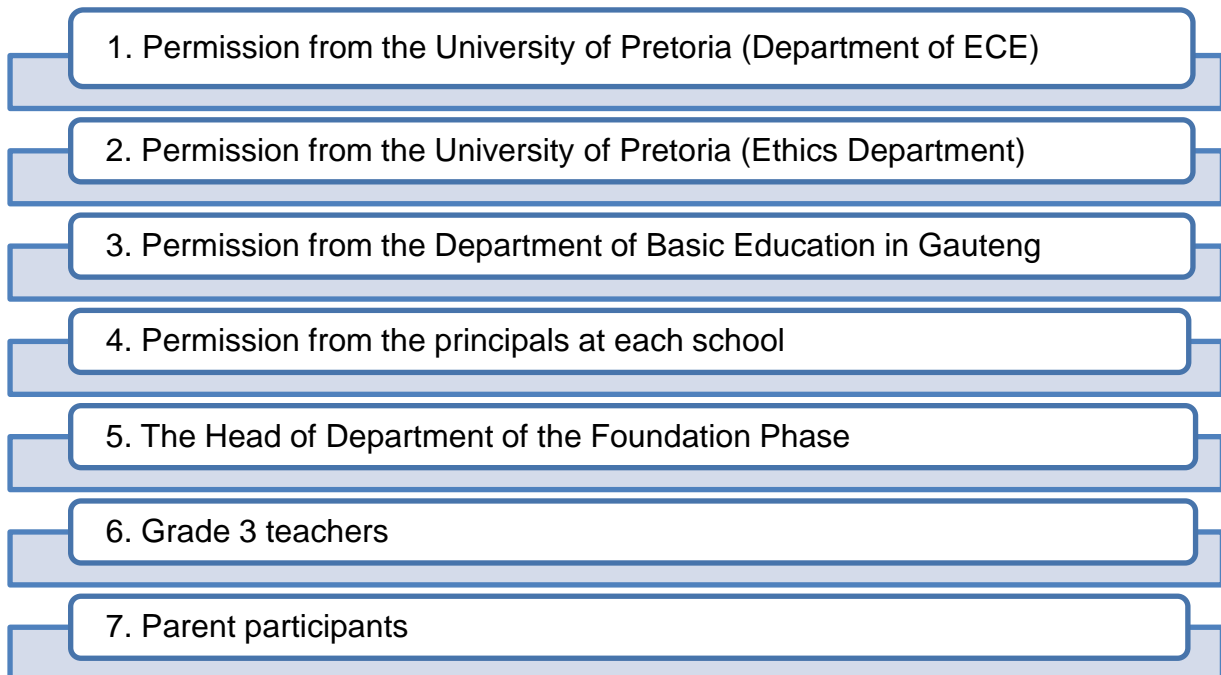 1. Permission from the University of Pretoria (Department of ECE)
2. Permission from the University of Pretoria (Ethics Department)
3. Permission from the Department of Basic Education in Gauteng
4. Permission from the principals at each school
5. The Head of Department of the Foundation Phase
6. Grade 3 teachers
7. Parent participants